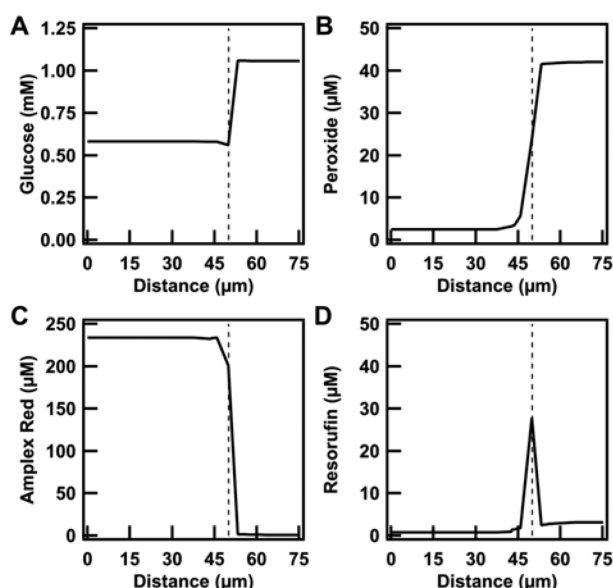 A
Glucose (mM)
1.25
1.00
0.75
0.50
0.25
0.00
0 15 30 45 60 75
Distance (µm)
B
Peroxide (µM)
50
40
30
20
10
0
0 15 30 45 60 75
Distance (µm)
C
Amplex Red (µM)
250
200
150
100
50
0
0 15 30 45 60 75
Distance (µm)
D
Resorufin (µM)
50
40
30
20
10
0
0 15 30 45 60 75
Distance (µm)